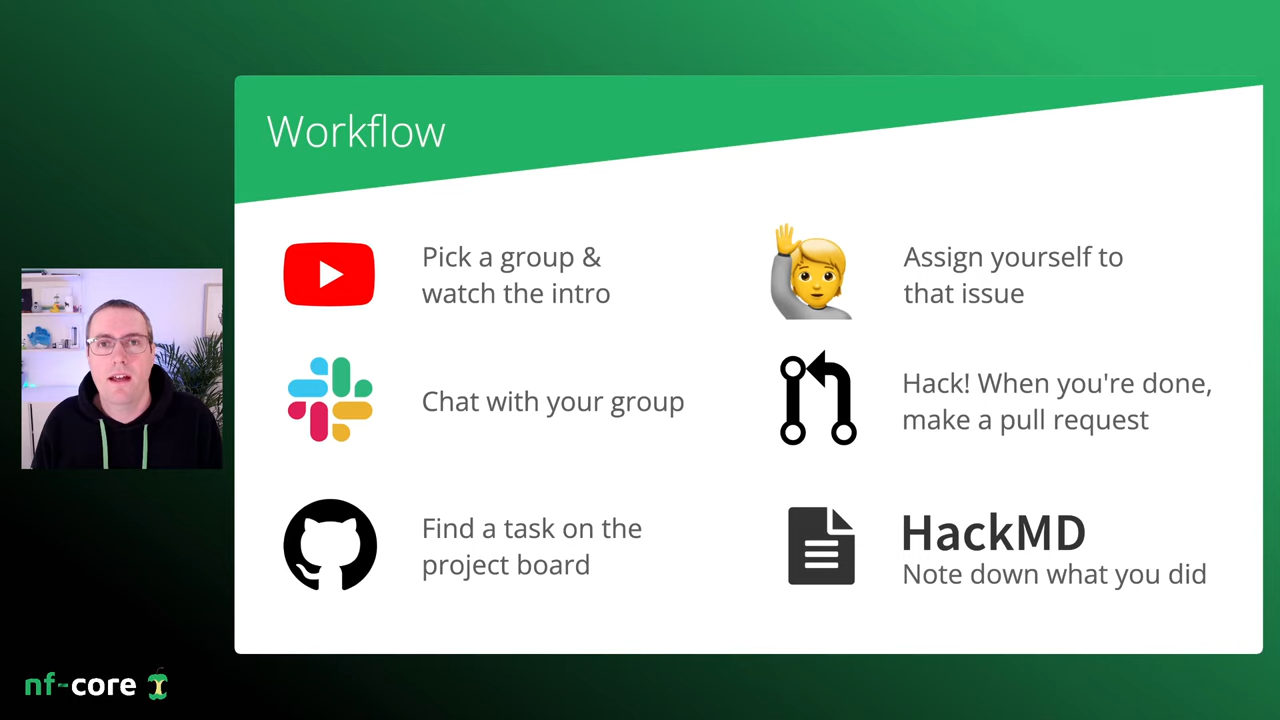 Workflow
Pick a group &
watch the intro
Chat with your group
Find a task on the
project board
Assign yourself to
that issue
Hack! When you're done,
make a pull request
HackMD
Note down what you did
nf-core